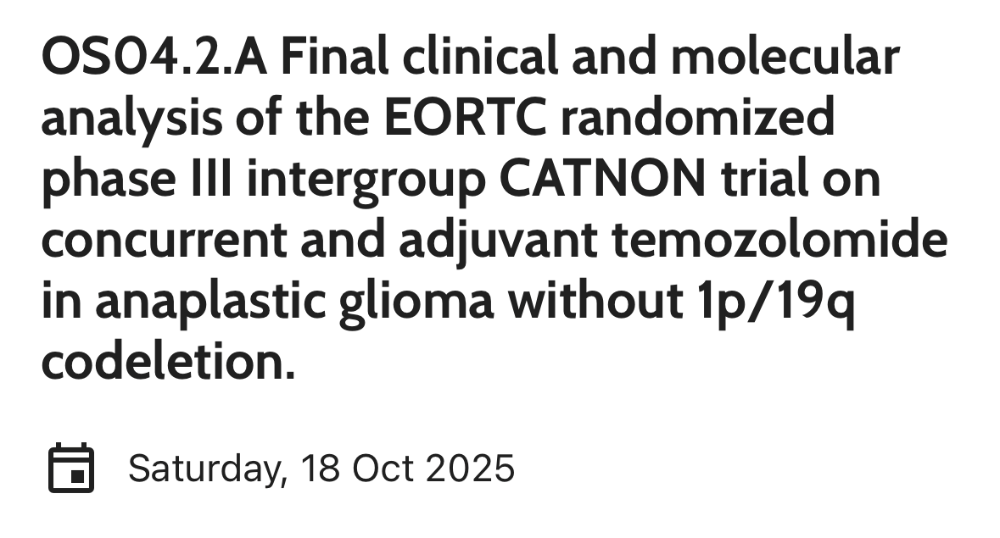 OS04.2.A Final clinical and molecular
analysis of the EORTC randomized
phase III intergroup CATNON trial on
concurrent and adjuvant temozolomide
in anaplastic glioma without 1p/19q
codeletion.
Saturday, 18 Oct 2025